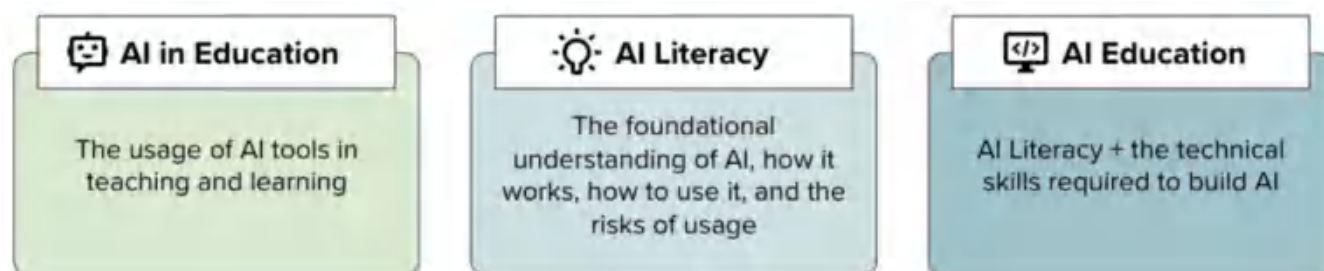 AI in Education
The usage of AI tools in
teaching and learning
AI Literacy
The foundational
understanding of AI, how it
works, how to use it, and the
risks of usage
</> AI Education
AI Literacy + the technical
skills required to build AI